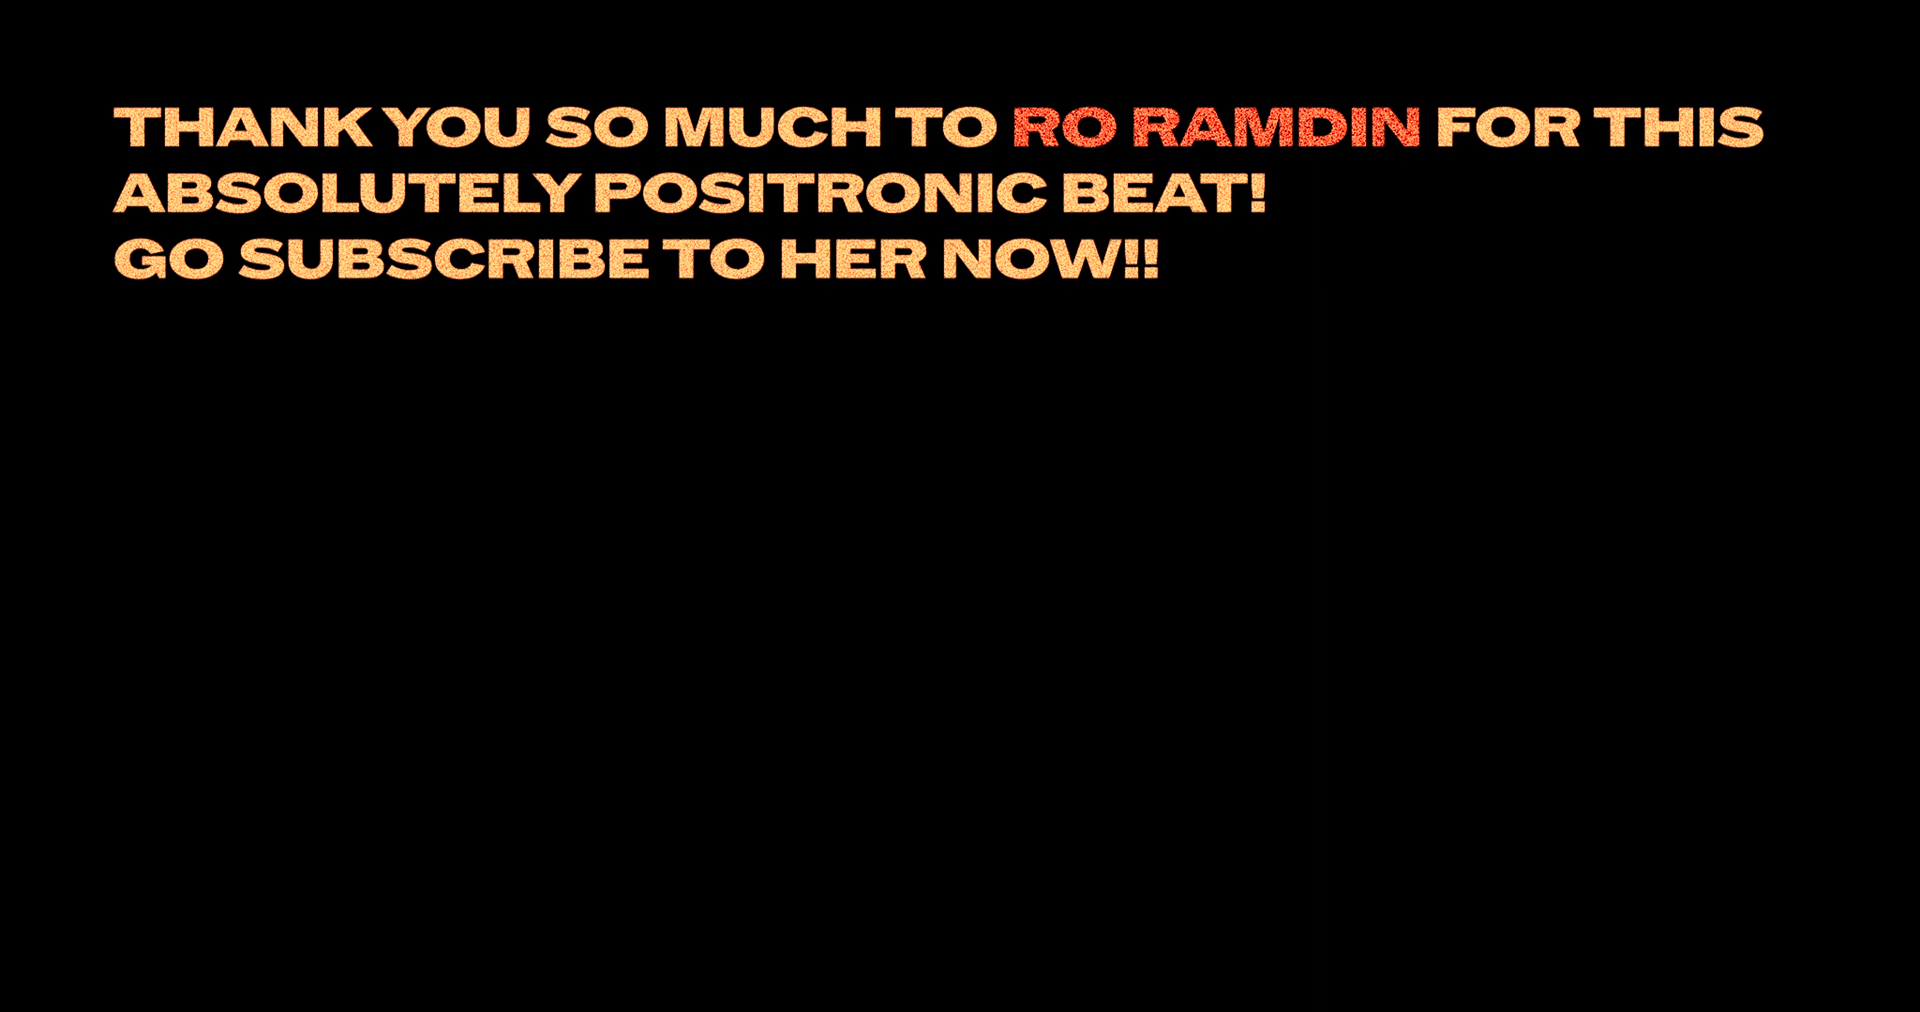 THANK YOU SO MUCH TO RO RAMDIN FOR THIS
ABSOLUTELY POSITRONIC BEAT!
GO SUBSCRIBE TO HER NOW!!